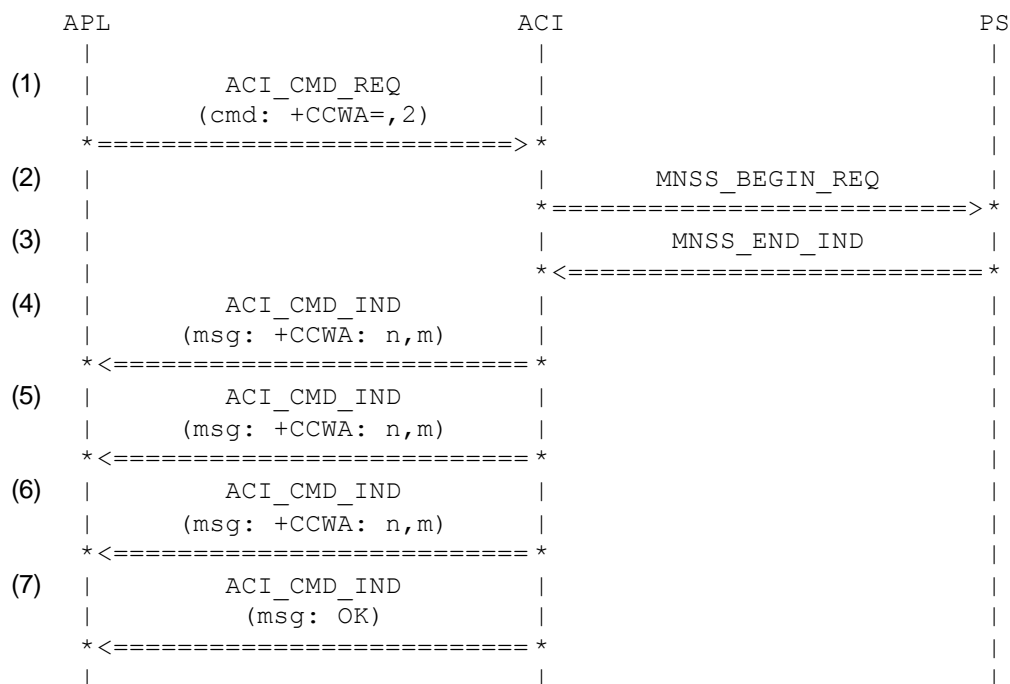 APL ACI PS
| | |
(1) | ACI_CMD_REQ | |
| (cmd: +CCWA=,2) | |
*==========================>* |
(2) | | MNSS_BEGIN_REQ |
| *==========================>*
(3) | | MNSS_END_IND |
| *<==========================*
(4) | ACI_CMD_IND | |
| (msg: +CCWA: n,m) | |
*<==========================* |
(5) | ACI_CMD_IND | |
| (msg: +CCWA: n,m) | |
*<==========================* |
(6) | ACI_CMD_IND | |
| (msg: +CCWA: n,m) | |
*<==========================* |
(7) | ACI_CMD_IND | |
| (msg: OK) | |
*<==========================* |
| | |